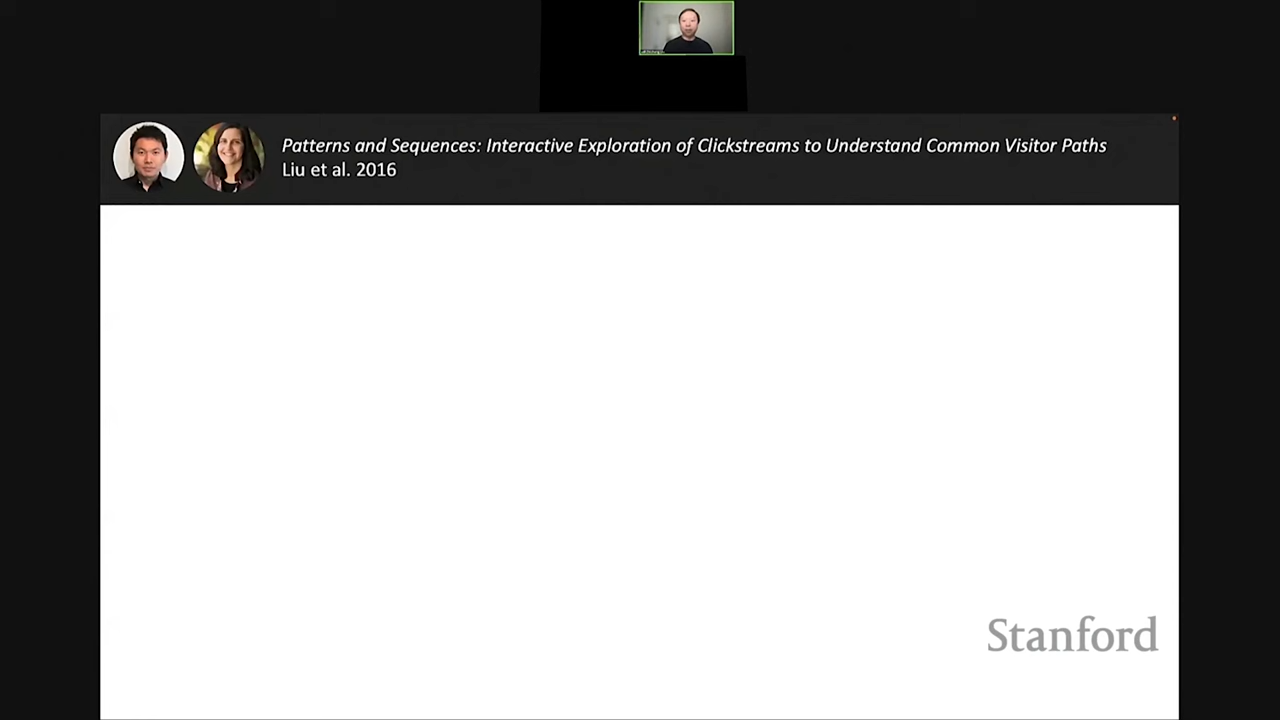 Patterns and Sequences: Interactive Exploration of Clickstreams to Understand Common Visitor Paths
Liu et al. 2016
Stanford